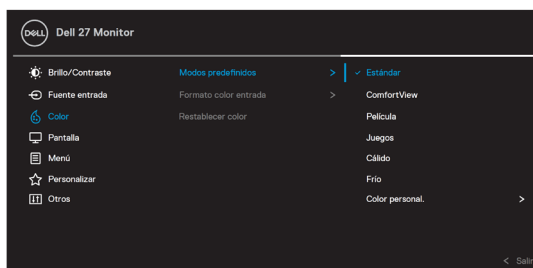 DELL Dell 27 Monitor
Brillo/Contraste Modos predefinidos > ✓ Estándar
Fuente entrada Formato color entrada > ComfortView
Color Restablecer color Película
Pantalla Juegos
Menú Cálido
Personalizar Frío
Otros Color personal. >
< Salir